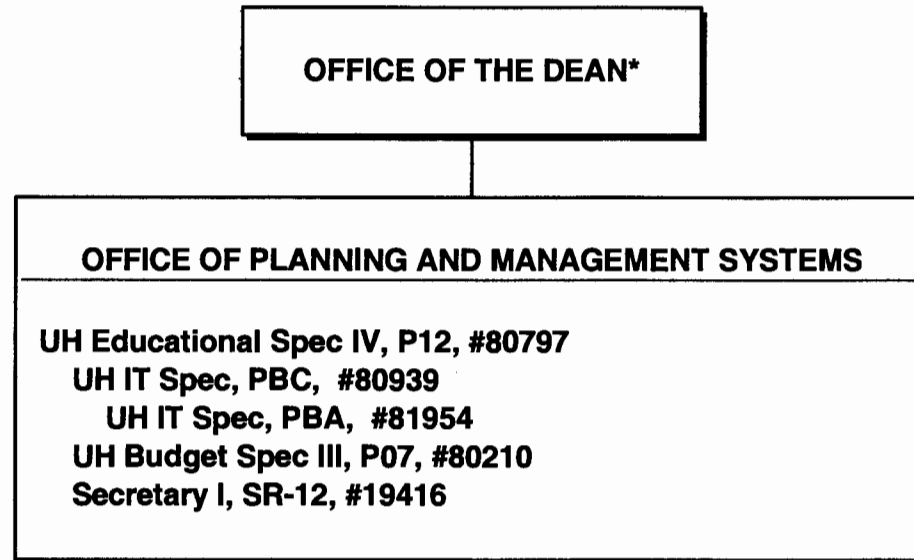 OFFICE OF THE DEAN*
OFFICE OF PLANNING AND MANAGEMENT SYSTEMS
UH Educational Spec IV, P12, #80797
UH IT Spec, PBC, #80939
UH IT Spec, PBA, #81954
UH Budget Spec III, P07, #80210
Secretary I, SR-12, #19416